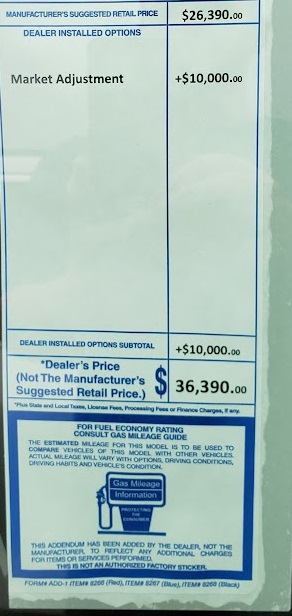 MANUFACTURER'S SUGGESTED RETAIL PRICE $26,390.00
DEALER INSTALLED OPTIONS
Market Adjustment +$10,000.00
DEALER INSTALLED OPTIONS SUBTOTAL +$10,000.00
*Dealer's Price
(Not The Manufacturer's
Suggested Retail Price.) $ 36,390.00
*Plus State and Local Taxes, License Fees, Processing Fees or Finance Charges, if any.
FOR FUEL ECONOMY RATING
CONSULT GAS MILEAGE GUIDE
THE ESTIMATED MILEAGE FOR THIS MODEL IS TO BE USED TO
COMPARE VEHICLES OF THIS MODEL WITH OTHER VEHICLES.
ACTUAL MILEAGE WILL VARY WITH OPTIONS, DRIVING CONDITIONS,
DRIVING HABITS AND VEHICLE'S CONDITION.
Gas Mileage
Information
PROTECTING
THE
CONSUMER
THIS ADDENDUM HAS BEEN ADDED BY THE DEALER, NOT THE
MANUFACTURER, TO REFLECT ANY ADDITIONAL CHARGES
FOR ITEMS OR SERVICES PERFORMED.
THIS IS NOT AN AUTHORIZED FACTORY STICKER.
FORM# ADD-1 ITEM# 8266 (Red), ITEM# 8267 (Blue), ITEM# 8268 (Black)